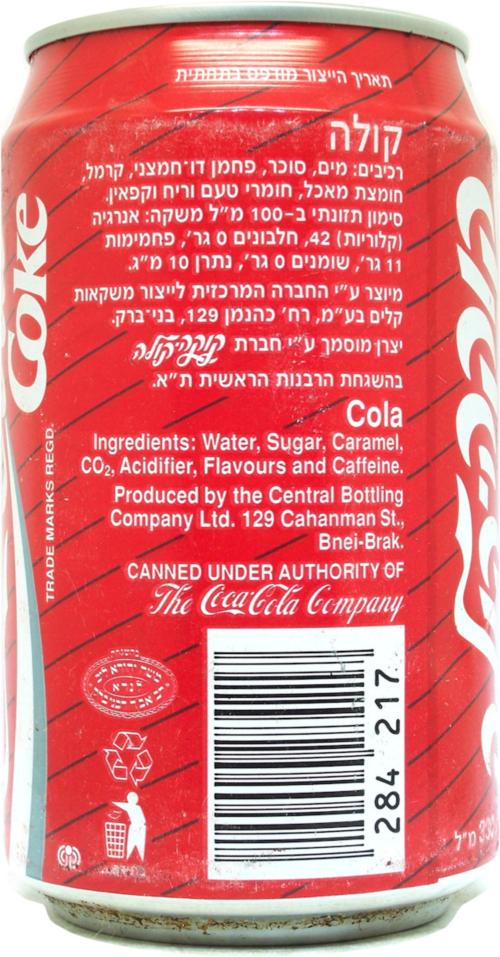 תאריך הייצור מודפס בתחתית
קולה
רכיבים: מים, סוכר, פחמן דו־חמצני, קרמל,
חומצת מאכל, חומרי טעם וריח וקפאין.
סימון תזונתי ב-100 מ"ל משקה: אנרגיה
(קלוריות) 42, חלבונים 0 גר', פחמימות
11 גר', שומנים 0 גר', נתרן 10 מ"ג.
מיוצר ע"י החברה המרכזית לייצור משקאות
קלים בע"מ, רח' כהנמן 129, בני־ברק.
יצרן מוסמך ע"י חברת קוקה־קולה
בהשגחת הרבנות הראשית ת"א.
Cola
Ingredients: Water, Sugar, Caramel,
CO₂, Acidifier, Flavours and Caffeine.
Produced by the Central Bottling
Company Ltd. 129 Cahanman St.,
Bnei-Brak.
CANNED UNDER AUTHORITY OF
The Coca-Cola Company
284 217
Coke
TRADE MARKS REGD.
מ"ל